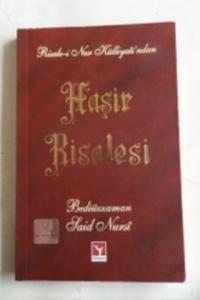 Risale-i Nur Külliyatı'ndan
Haşir
Risalesi
Bediüzzaman
Said Nursî